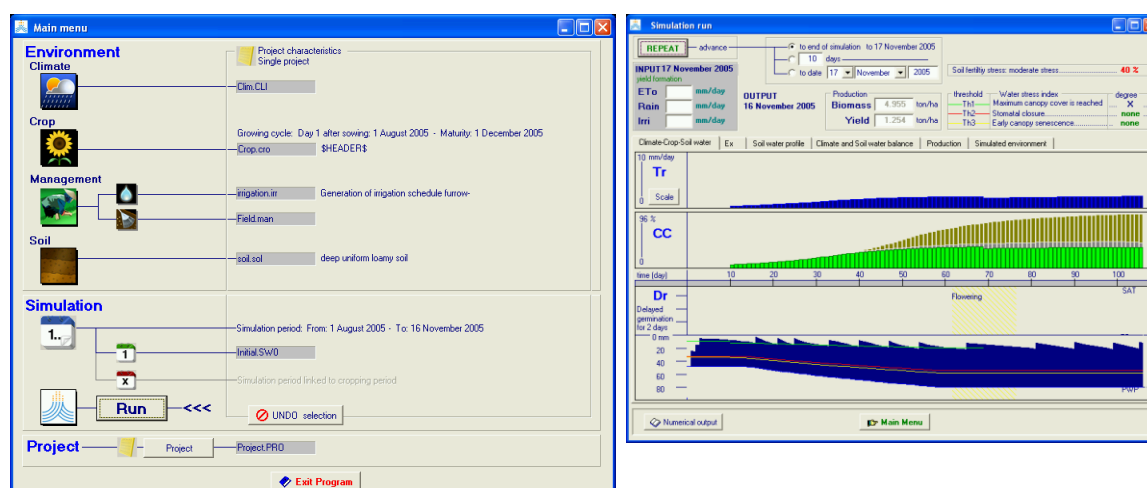 Main menu
Environment
Project characteristics
Single project
Climate
Clim.CLI
Crop
Growing cycle: Day 1 after sowing: 1 August 2005 - Maturity: 1 December 2005
Crop.cro $HEADER$
Management
irrigation.irr Generation of irrigation schedule furrow-
Field.man
Soil
soil.sol deep uniform loamy soil
Simulation
1..
Simulation period: From: 1 August 2005 - To: 16 November 2005
1 Initial.SW0
X Simulation period linked to cropping period
Run <<<
UNDO selection
Project Project Project.PRO
Exit Program
Simulation run
REPEAT advance
to end of simulation to 17 November 2005
10 days
to date 17 November 2005
INPUT 17 November 2005
yield formation
ETo mm/day
Rain mm/day
Irri mm/day
OUTPUT
16 November 2005
Production
Biomass 4.955 ton/ha
Yield 1.254 ton/ha
Soil fertiltiy stress: moderate stress 40 %
threshold Water stress index degree
Th1 Maximum canopy cover is reached X
Th2 Stomatal closure none
Th3 Early canopy senescence none
Climate-Crop-Soil water Ex Soil water profile Climate and Soil water balance Production Simulated environment
10 mm/day
Tr
0 Scale
96 %
CC
0
time (day) 10 20 30 40 50 60 70 80 90 100
Dr
Flowering
SAT
Delayed
germination
for 2 days
0 mm
20
40
60
80
PWP
Numerical output
Main Menu